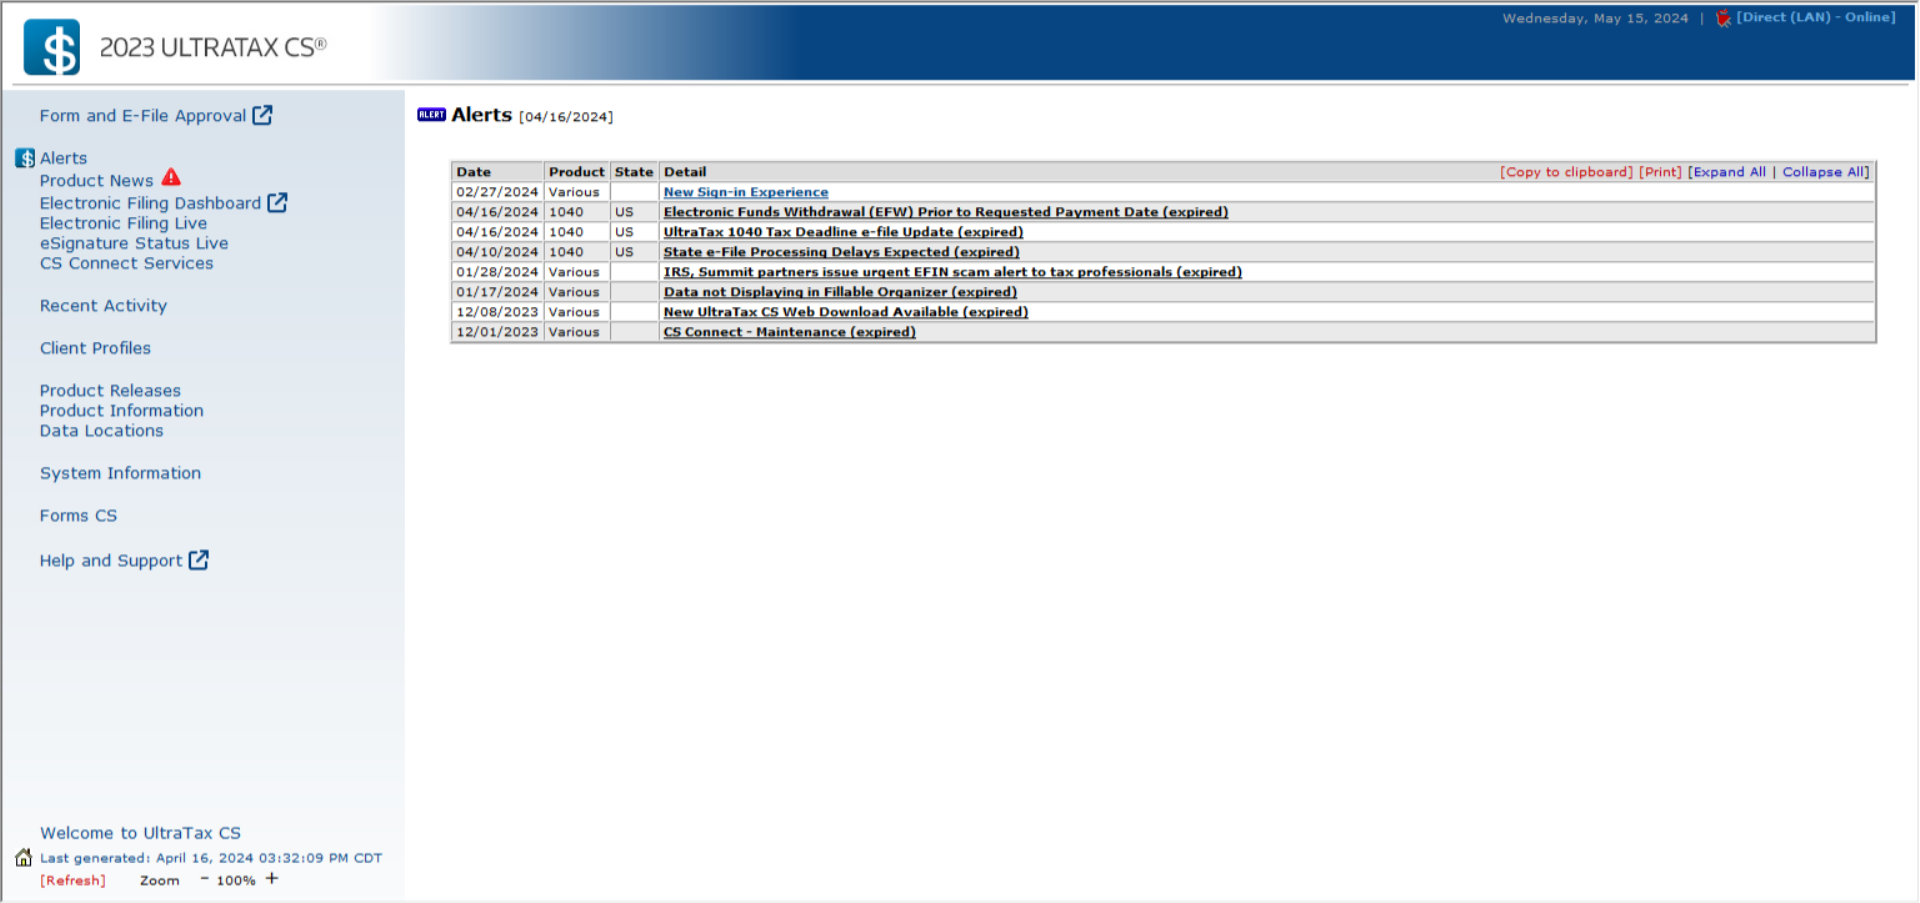 2023 ULTRATAX CS®
Wednesday, May 15, 2024 | [Direct (LAN) - Online]
Form and E-File Approval
Alerts
Product News
Electronic Filing Dashboard
Electronic Filing Live
eSignature Status Live
CS Connect Services
Recent Activity
Client Profiles
Product Releases
Product Information
Data Locations
System Information
Forms CS
Help and Support
Welcome to UltraTax CS
Last generated: April 16, 2024 03:32:09 PM CDT
[Refresh] Zoom - 100% +
ALERT Alerts [04/16/2024]
Date Product State Detail [Copy to clipboard] [Print] [Expand All | Collapse All]
02/27/2024 Various New Sign-in Experience
04/16/2024 1040 US Electronic Funds Withdrawal (EFW) Prior to Requested Payment Date (expired)
04/16/2024 1040 US UltraTax 1040 Tax Deadline e-file Update (expired)
04/10/2024 1040 US State e-File Processing Delays Expected (expired)
01/28/2024 Various IRS, Summit partners issue urgent EFIN scam alert to tax professionals (expired)
01/17/2024 Various Data not Displaying in Fillable Organizer (expired)
12/08/2023 Various New UltraTax CS Web Download Available (expired)
12/01/2023 Various CS Connect - Maintenance (expired)